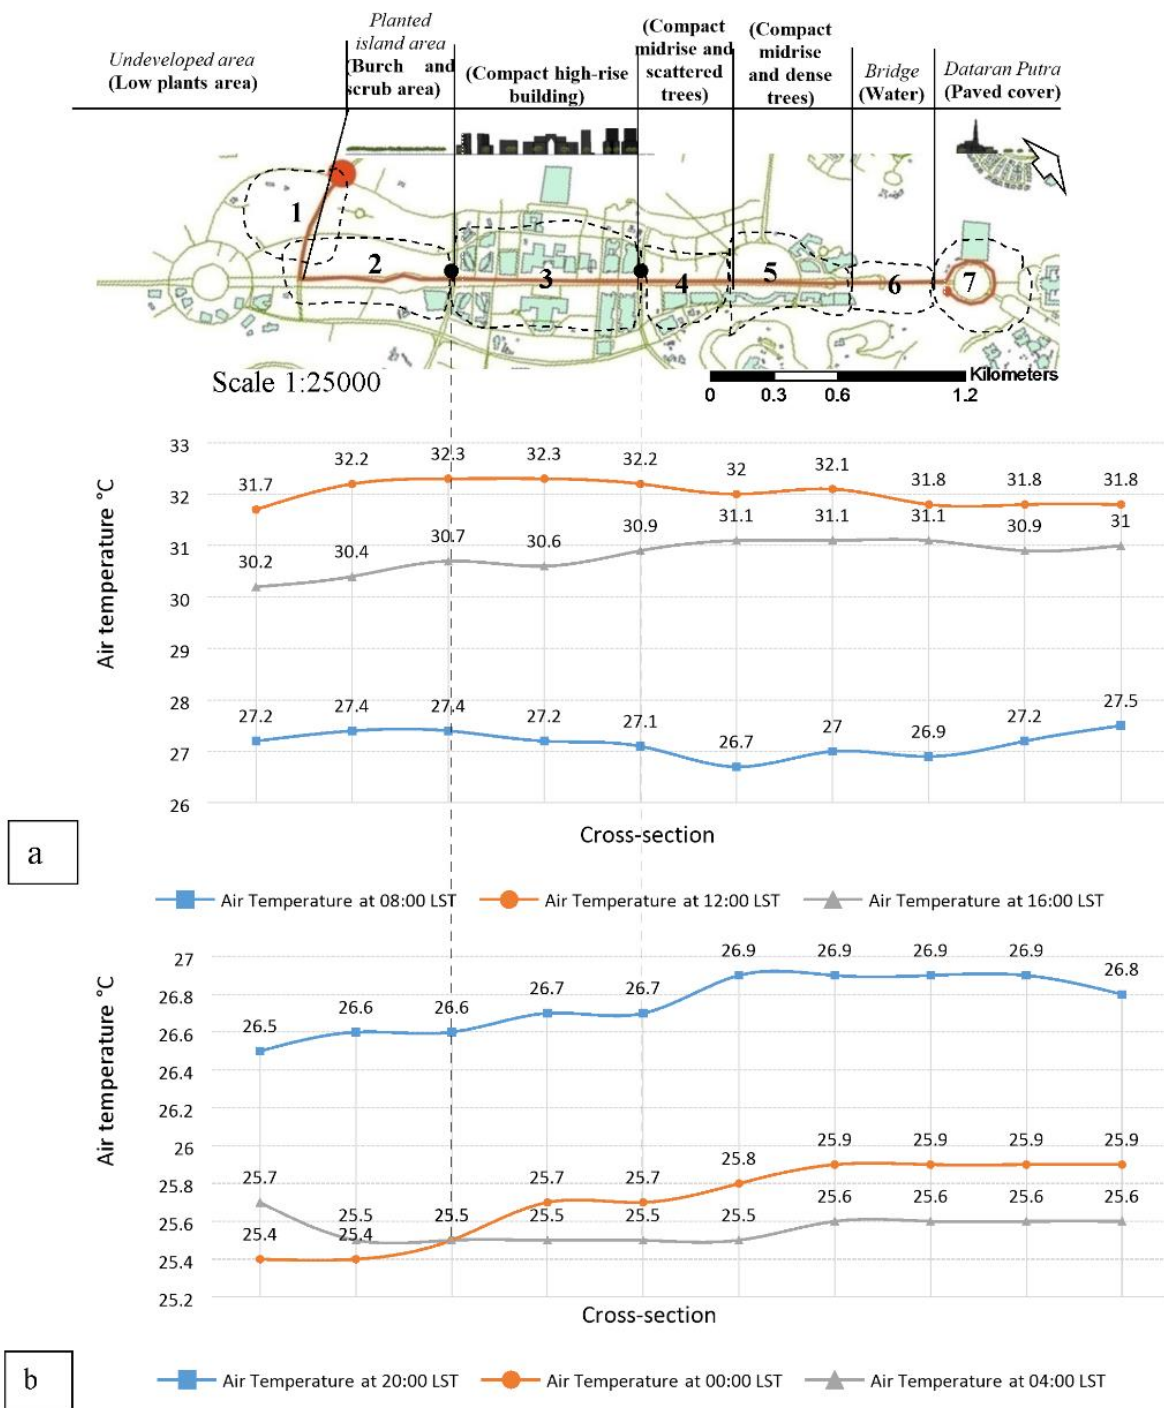 Undeveloped area
(Low plants area)
Planted
island area
(Burch and
scrub area)
(Compact high-rise
building)
(Compact
midrise and
scattered
trees)
(Compact
midrise
and dense
trees)
Bridge
(Water)
Dataran Putra
(Paved cover)
1
2
3
4
5
6
7
Scale 1:25000
Kilometers
0 0.3 0.6 1.2
Air temperature °C
33
32
31
30
29
28
27
26
31.7 32.2 32.3 32.3 32.2 32 32.1 31.8 31.8 31.8
30.2 30.4 30.7 30.6 30.9 31.1 31.1 31.1 30.9 31
27.2 27.4 27.4 27.2 27.1 26.7 27 26.9 27.2 27.5
Cross-section
a
Air Temperature at 08:00 LST Air Temperature at 12:00 LST Air Temperature at 16:00 LST
Air temperature °C
27
26.8
26.6
26.4
26.2
26
25.8
25.6
25.4
25.2
26.5 26.6 26.6 26.7 26.7 26.9 26.9 26.9 26.9 26.8
25.4 25.4 25.5 25.7 25.7 25.8 25.9 25.9 25.9 25.9
25.7 25.5 25.5 25.5 25.5 25.5 25.6 25.6 25.6 25.6
Cross-section
b
Air Temperature at 20:00 LST Air Temperature at 00:00 LST Air Temperature at 04:00 LST